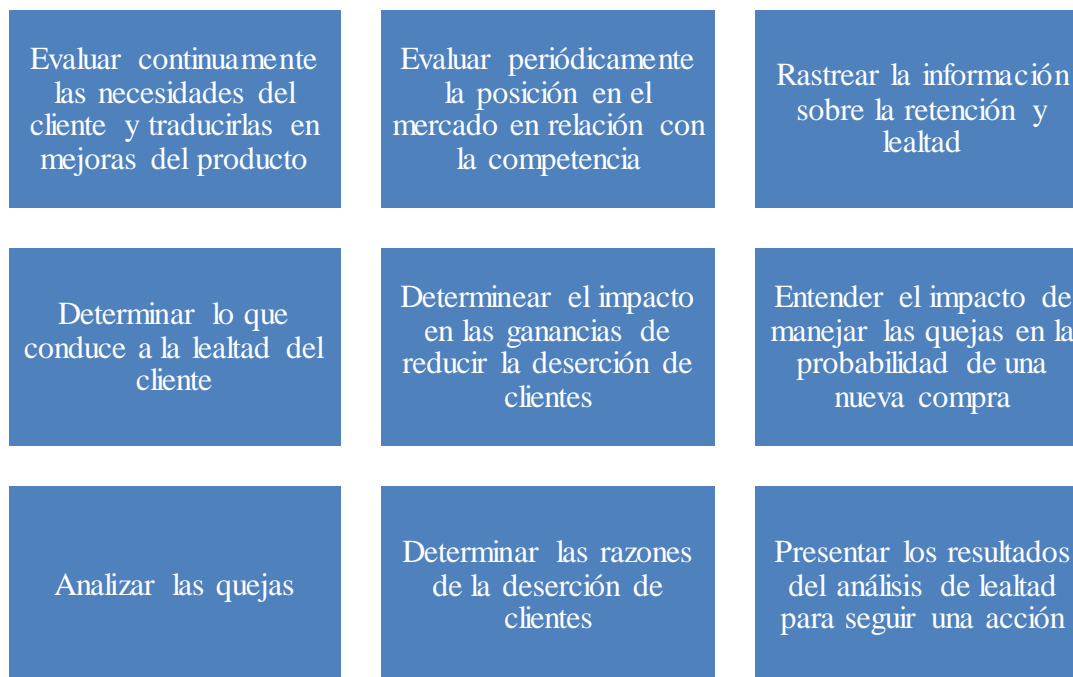 Evaluar continuamente
las necesidades del
cliente y traducirlas en
mejoras del producto
Evaluar periódicamente
la posición en el
mercado en relación con
la competencia
Rastrear la información
sobre la retención y
lealtad
Determinar lo que
conduce a la lealtad del
cliente
Determinear el impacto
en las ganancias de
reducir la deserción de
clientes
Entender el impacto de
manejar las quejas en la
probabilidad de una
nueva compra
Analizar las quejas
Determinar las razones
de la deserción de
clientes
Presentar los resultados
del análisis de lealtad
para seguir una acción